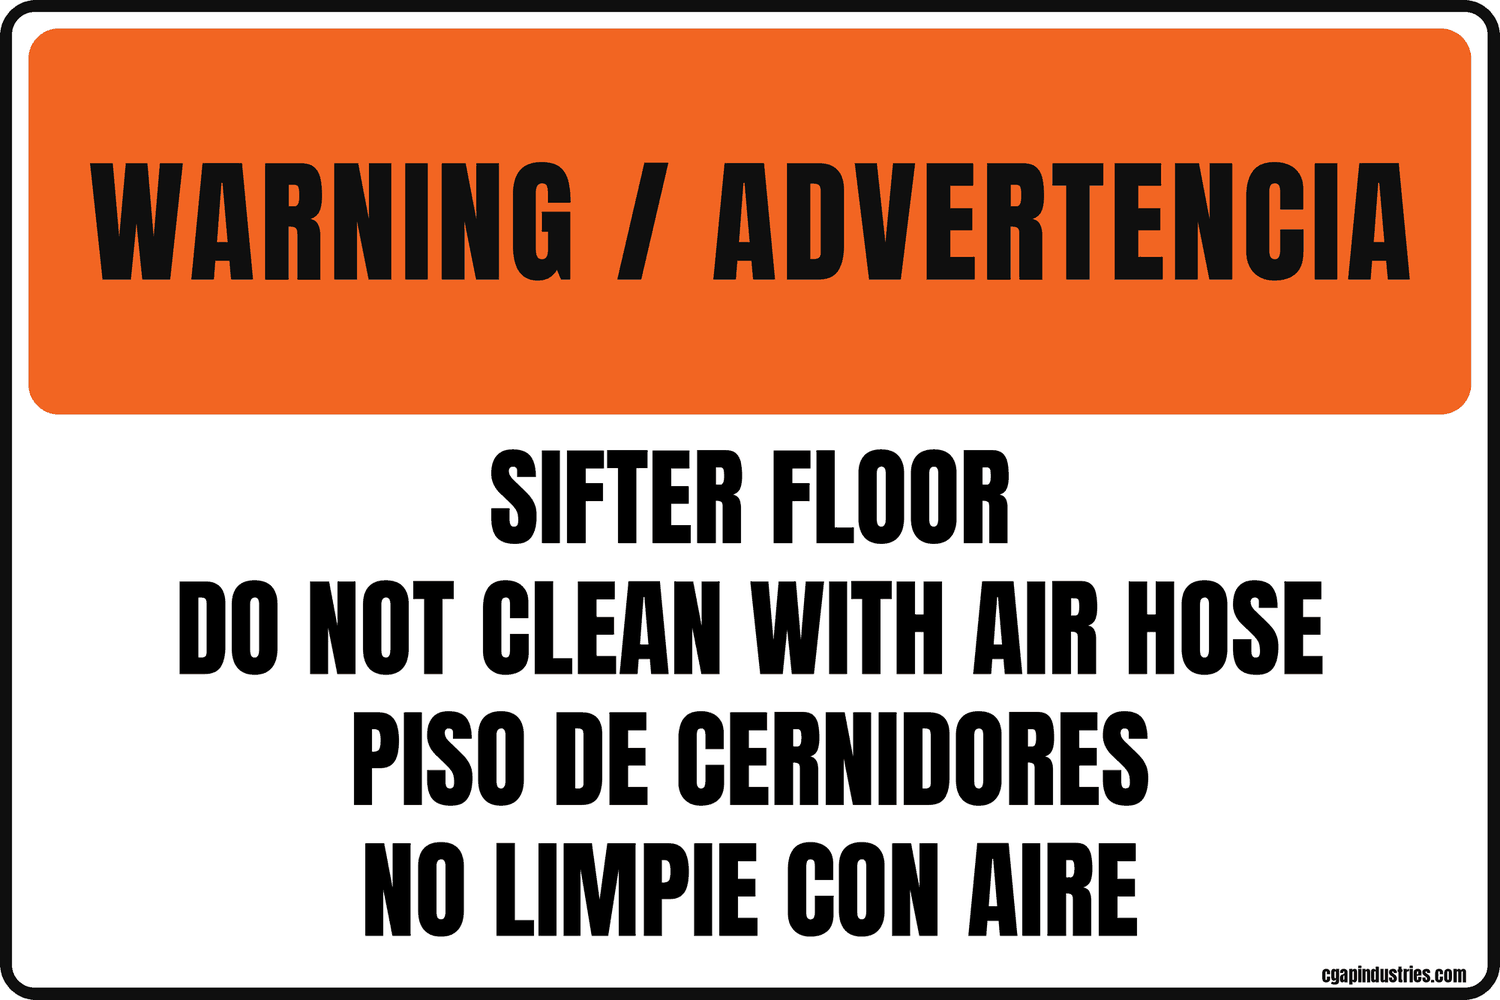 WARNING / ADVERTENCIA
SIFTER FLOOR
DO NOT CLEAN WITH AIR HOSE
PISO DE CERNIDORES
NO LIMPIE CON AIRE
cgapindustries.com